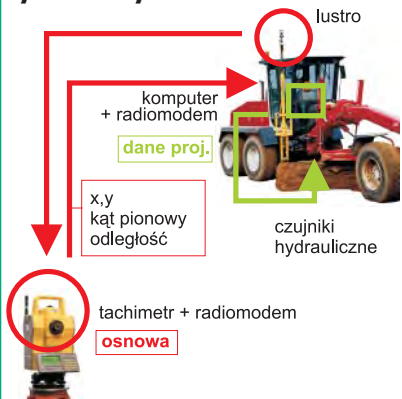 lustro
komputer
+ radiomodem
dane proj.
x,y
kąt pionowy
odległość
czujniki
hydrauliczne
tachimetr + radiomodem
osnowa